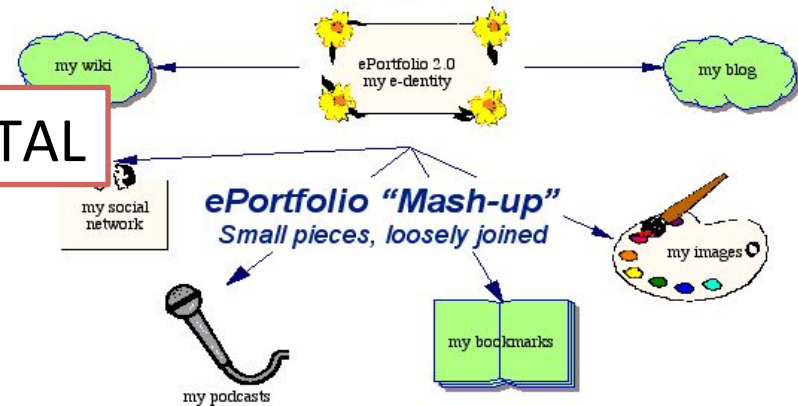 ePortfolio 2.0
my e-dentity
my wiki
my blog
TAL
my social
network
ePortfolio “Mash-up”
Small pieces, loosely joined
my images
my bookmarks
my podcasts